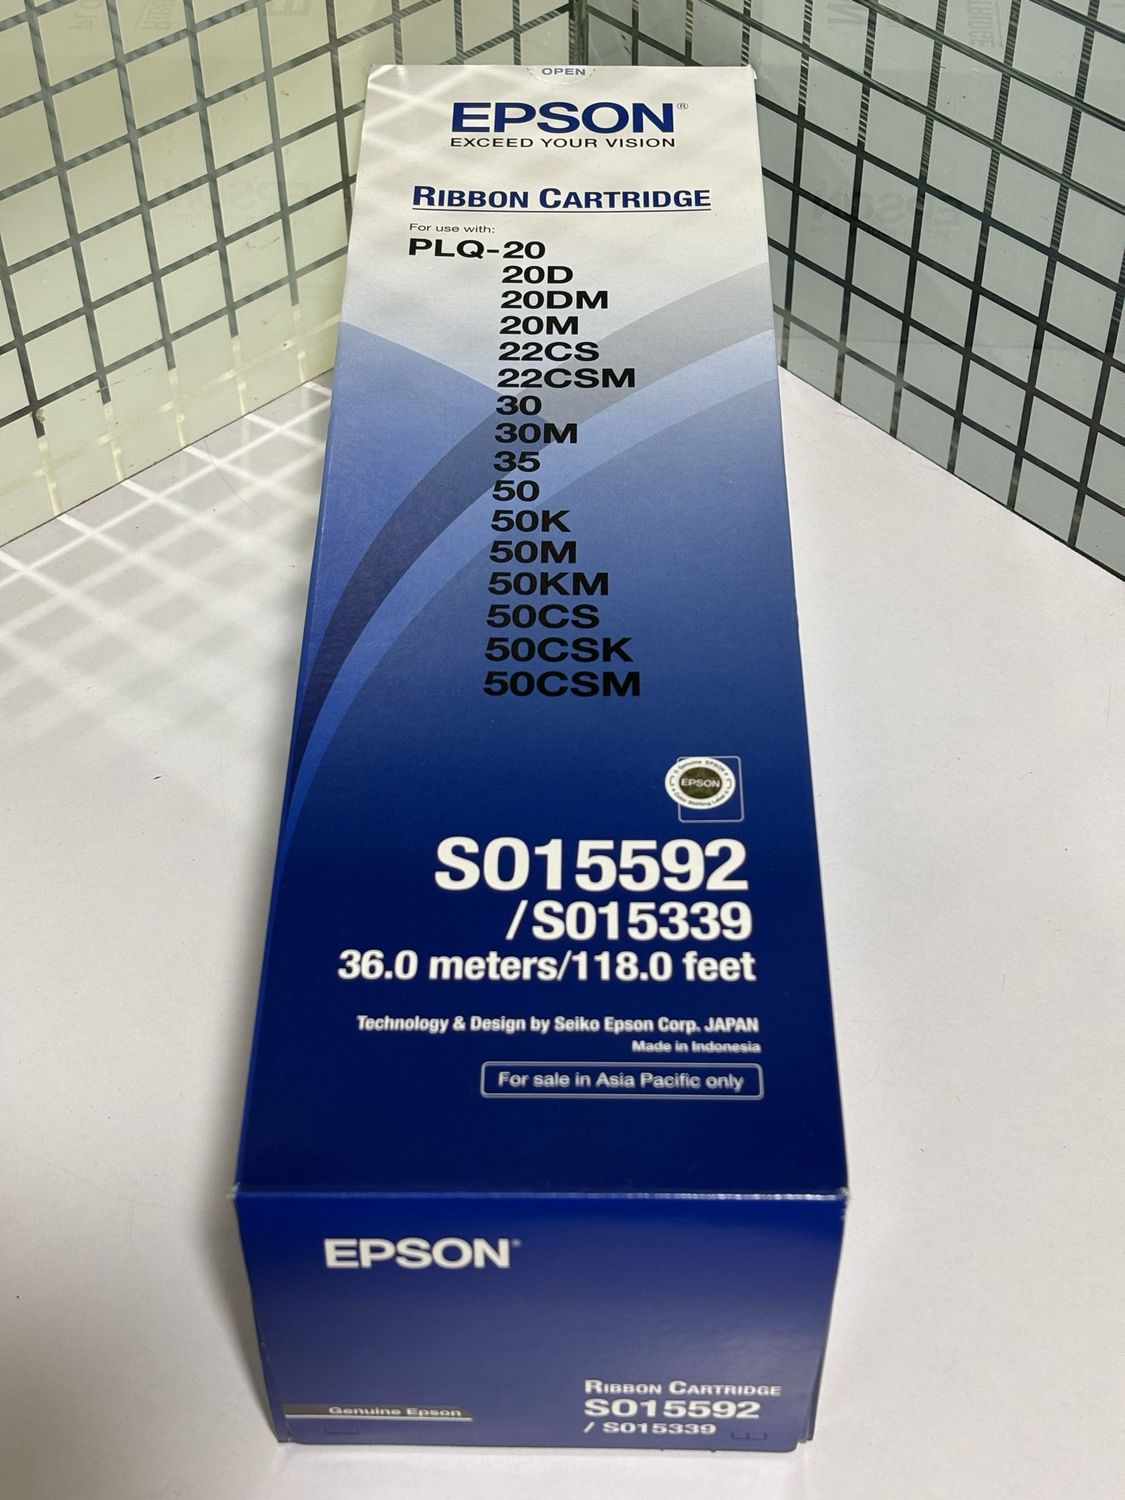 OPEN
EPSON®
EXCEED YOUR VISION
RIBBON CARTRIDGE
For use with:
PLQ-20
20D
20DM
20M
22CS
22CSM
30
30M
35
50
50K
50M
50KM
50CS
50CSK
50CSM
Genuine EPSON
EPSON
S015592
/S015339
36.0 meters/118.0 feet
Technology & Design by Seiko Epson Corp. JAPAN
Made in Indonesia
For sale in Asia Pacific only
EPSON®
RIBBON CARTRIDGE
S015592
/ S015339
Genuine Epson